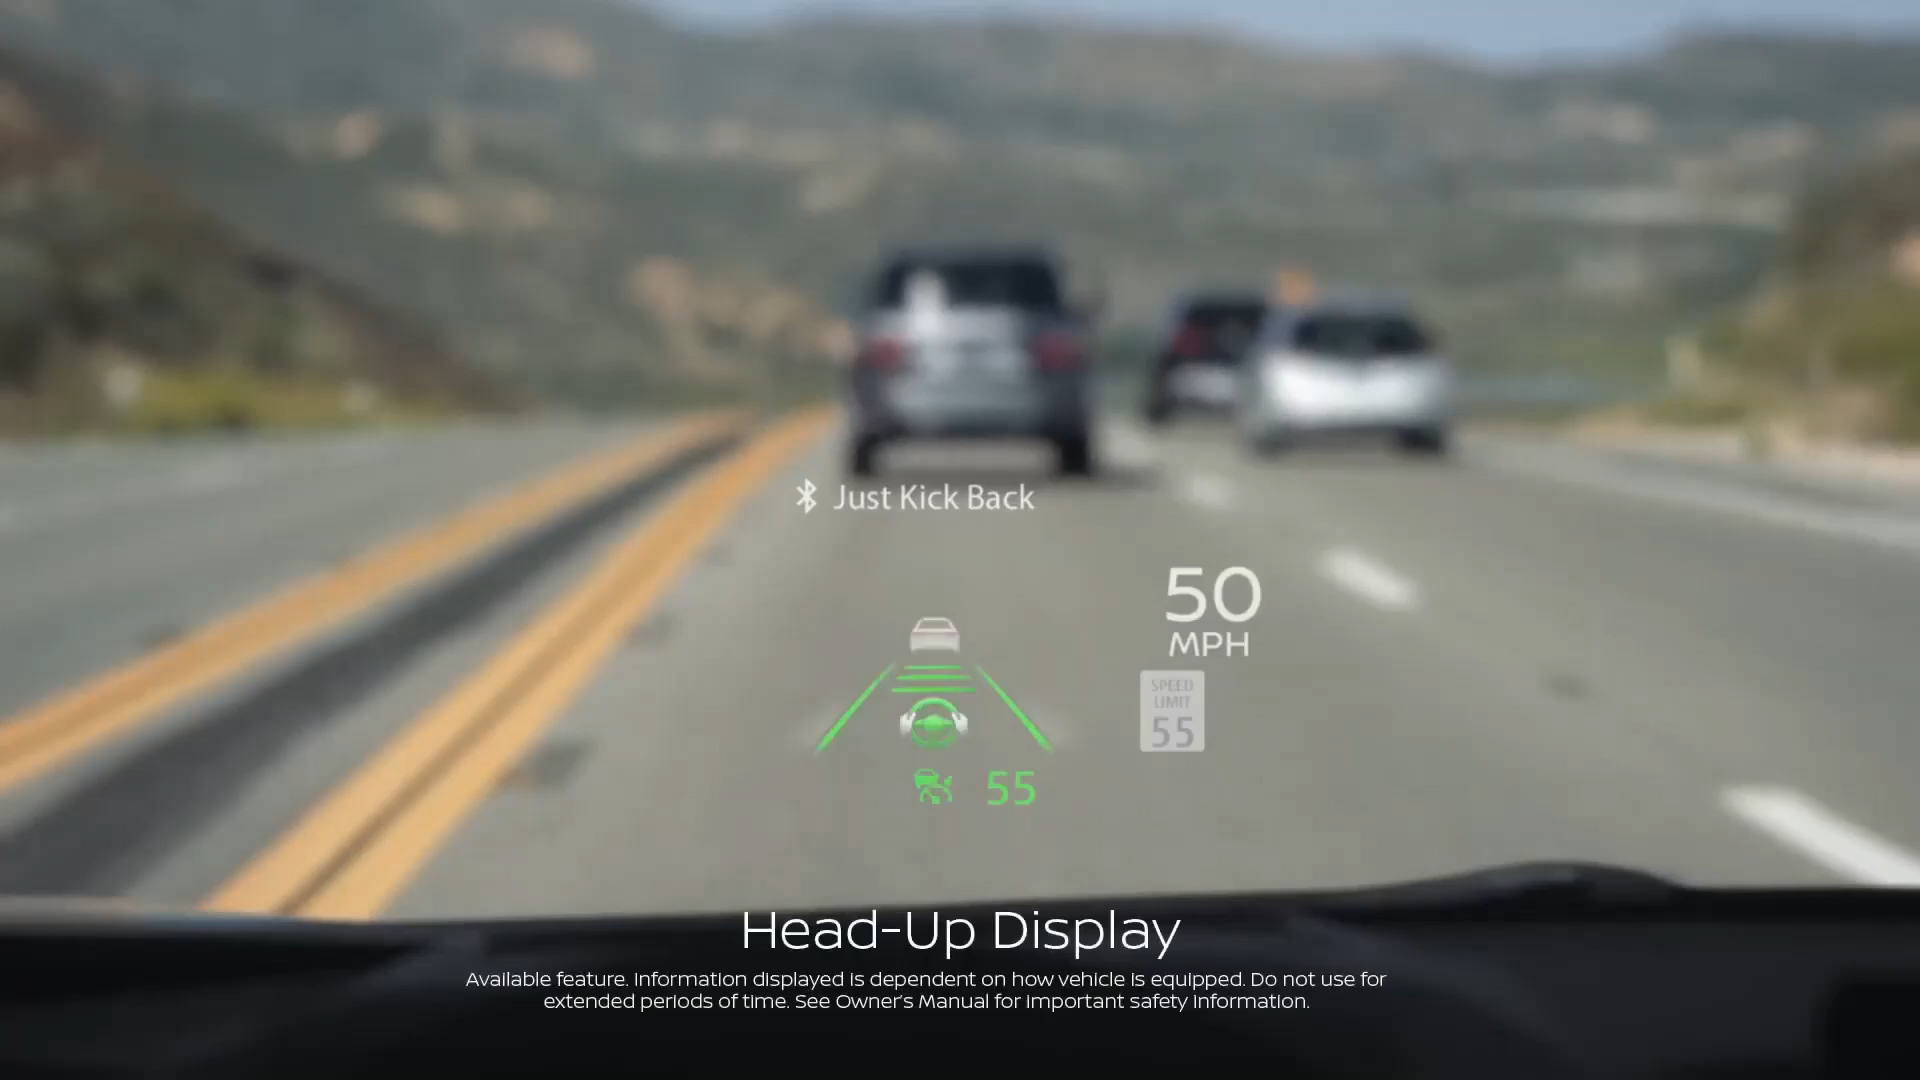 Just Kick Back
50
MPH
SPEED
LIMIT
55
55
Head-Up Display
Available feature. Information displayed is dependent on how vehicle is equipped. Do not use for
extended periods of time. See Owner's Manual for important safety information.